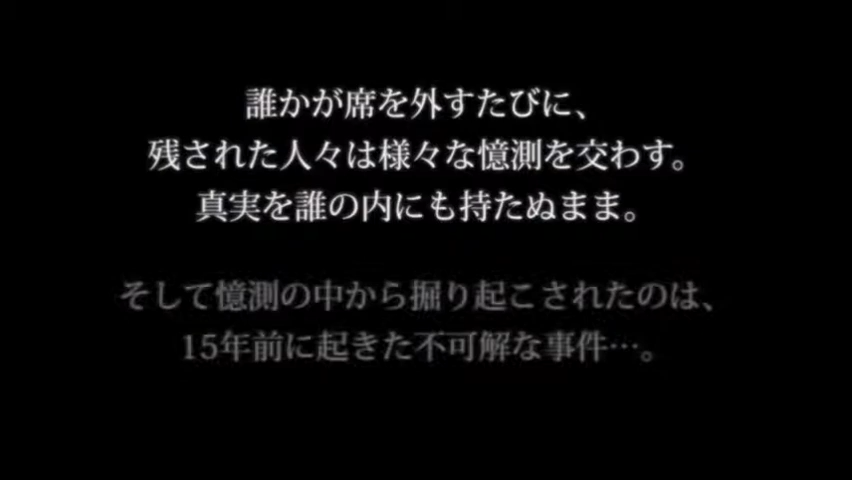 誰かが席を外すたびに、
残された人々は様々な憶測を交わす。
真実を誰の内にも持たぬまま。
そして憶測の中から掘り起こされたのは、
15年前に起きた不可解な事件…。